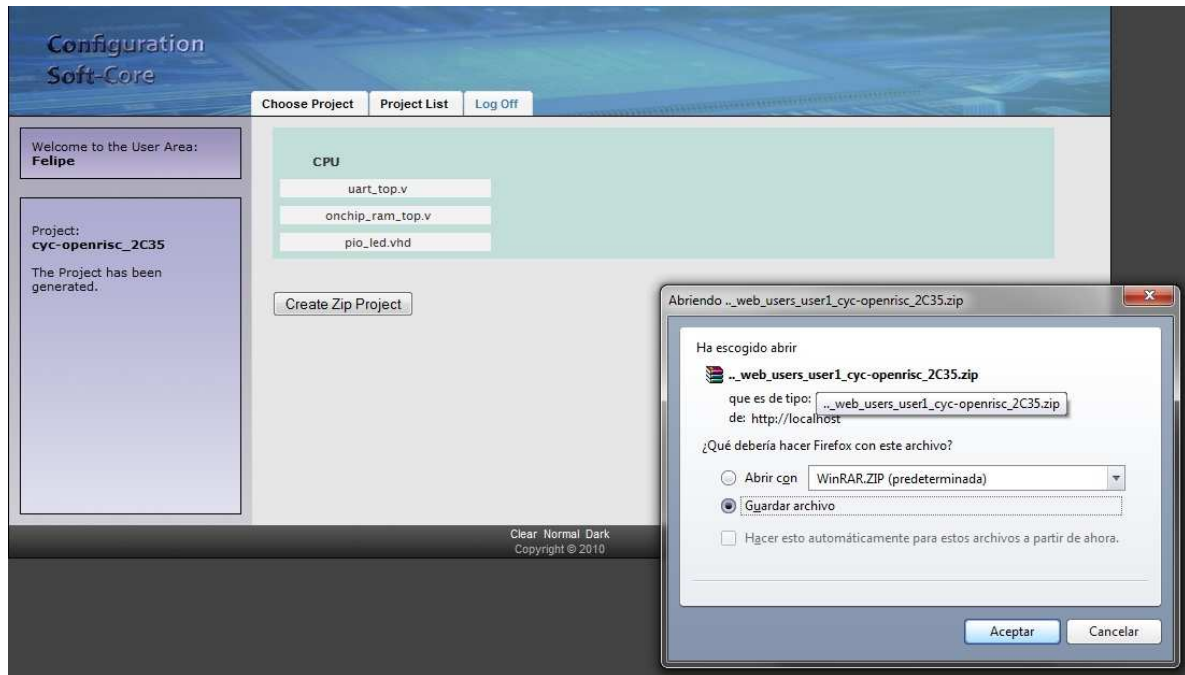 Configuration
Soft-Core
Choose Project Project List Log Off
Welcome to the User Area:
Felipe
Project:
cyc-openrisc_2C35
The Project has been
generated.
CPU
uart_top.v
onchip_ram_top.v
pio_led.vhd
Create Zip Project
Clear Normal Dark
Copyright © 2010
Abriendo .._web_users_user1_cyc-openrisc_2C35.zip
Ha escogido abrir
.._web_users_user1_cyc-openrisc_2C35.zip
que es de tipo: .._web_users_user1_cyc-openrisc_2C35.zip
de: http://localhost
¿Qué debería hacer Firefox con este archivo?
Abrir con WinRAR.ZIP (predeterminada)
Guardar archivo
Hacer esto automáticamente para estos archivos a partir de ahora.
Aceptar Cancelar